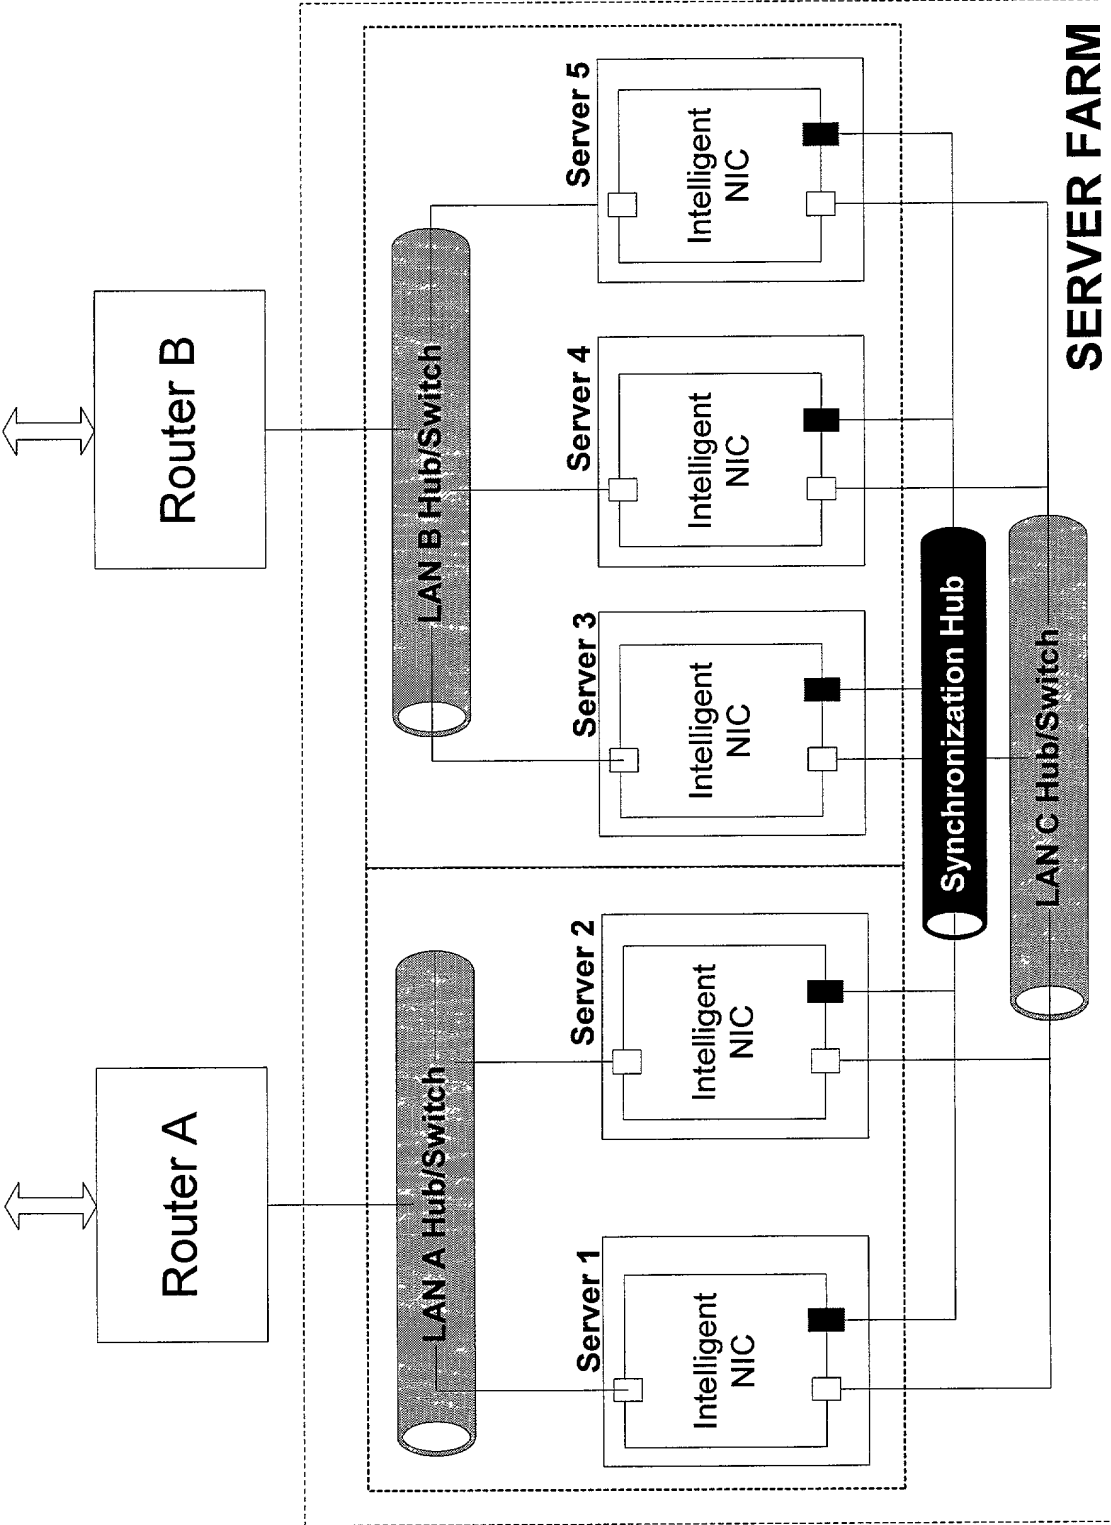 Router A
Router B
LAN A Hub/Switch
LAN B Hub/Switch
Server 1
Server 2
Server 3
Server 4
Server 5
Intelligent
NIC
Intelligent
NIC
Intelligent
NIC
Intelligent
NIC
Intelligent
NIC
Synchronization Hub
LAN C Hub/Switch
SERVER FARM